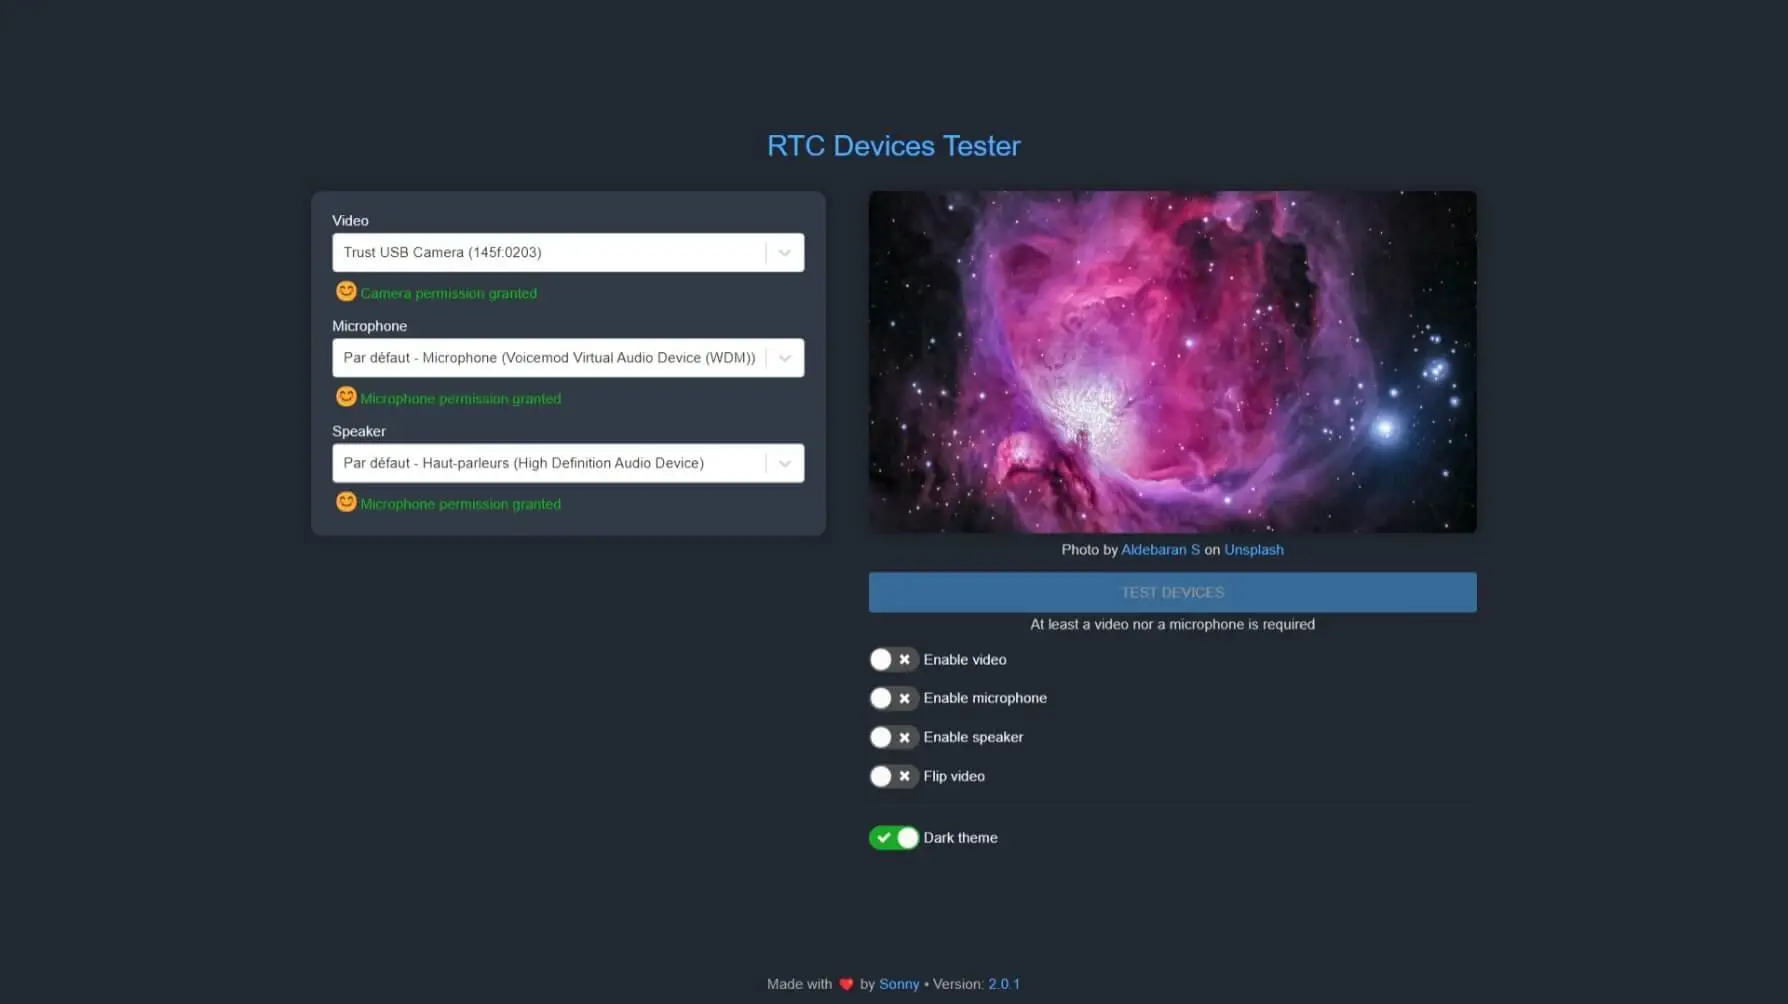 RTC Devices Tester
Video
Trust USB Camera (145f:0203)
😊 Camera permission granted
Microphone
Par défaut - Microphone (Voicemod Virtual Audio Device (WDM))
😊 Microphone permission granted
Speaker
Par défaut - Haut-parleurs (High Definition Audio Device)
😊 Microphone permission granted
Photo by Aldebaran S on Unsplash
TEST DEVICES
At least a video nor a microphone is required
Enable video
Enable microphone
Enable speaker
Flip video
Dark theme
Made with ❤️ by Sonny • Version: 2.0.1